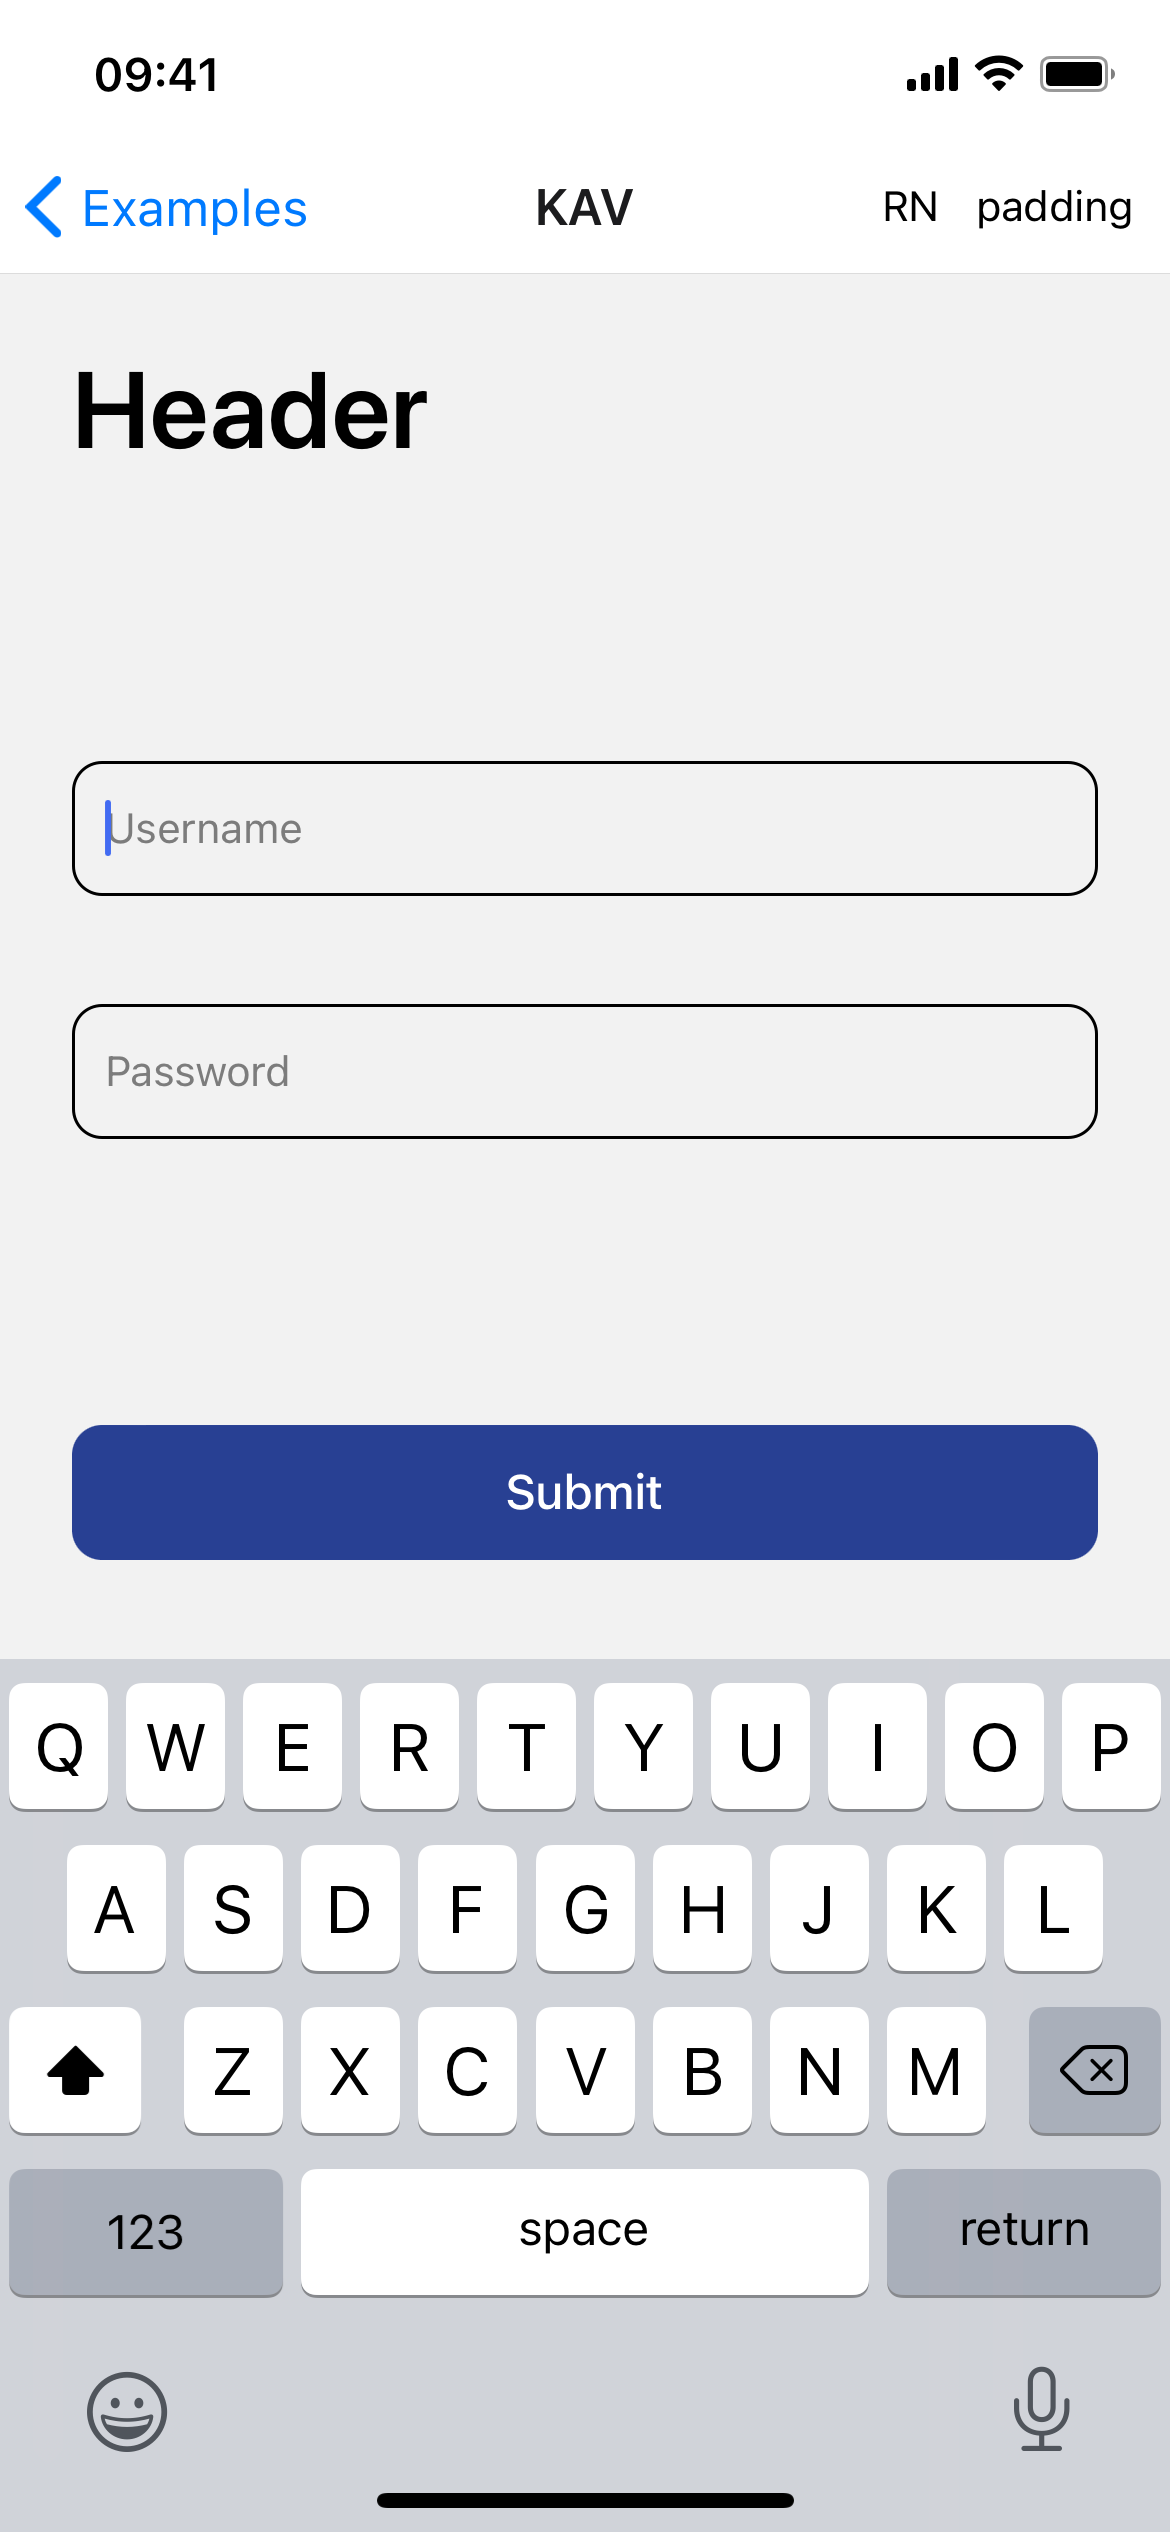 09:41
Examples KAV RN padding
Header
Username
Password
Submit
Q W E R T Y U I O P
A S D F G H J K L
Z X C V B N M
123 space return